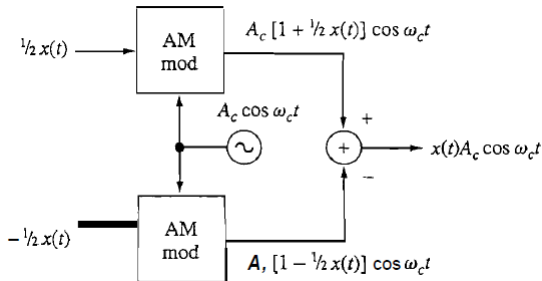 ½ x(t)
AM
mod
A_c [1 + ½ x(t)] cos ω_c t
A_c cos ω_c t
+
+
x(t)A_c cos ω_c t
−
− ½ x(t)
AM
mod
A, [1 − ½ x(t)] cos ω_c t